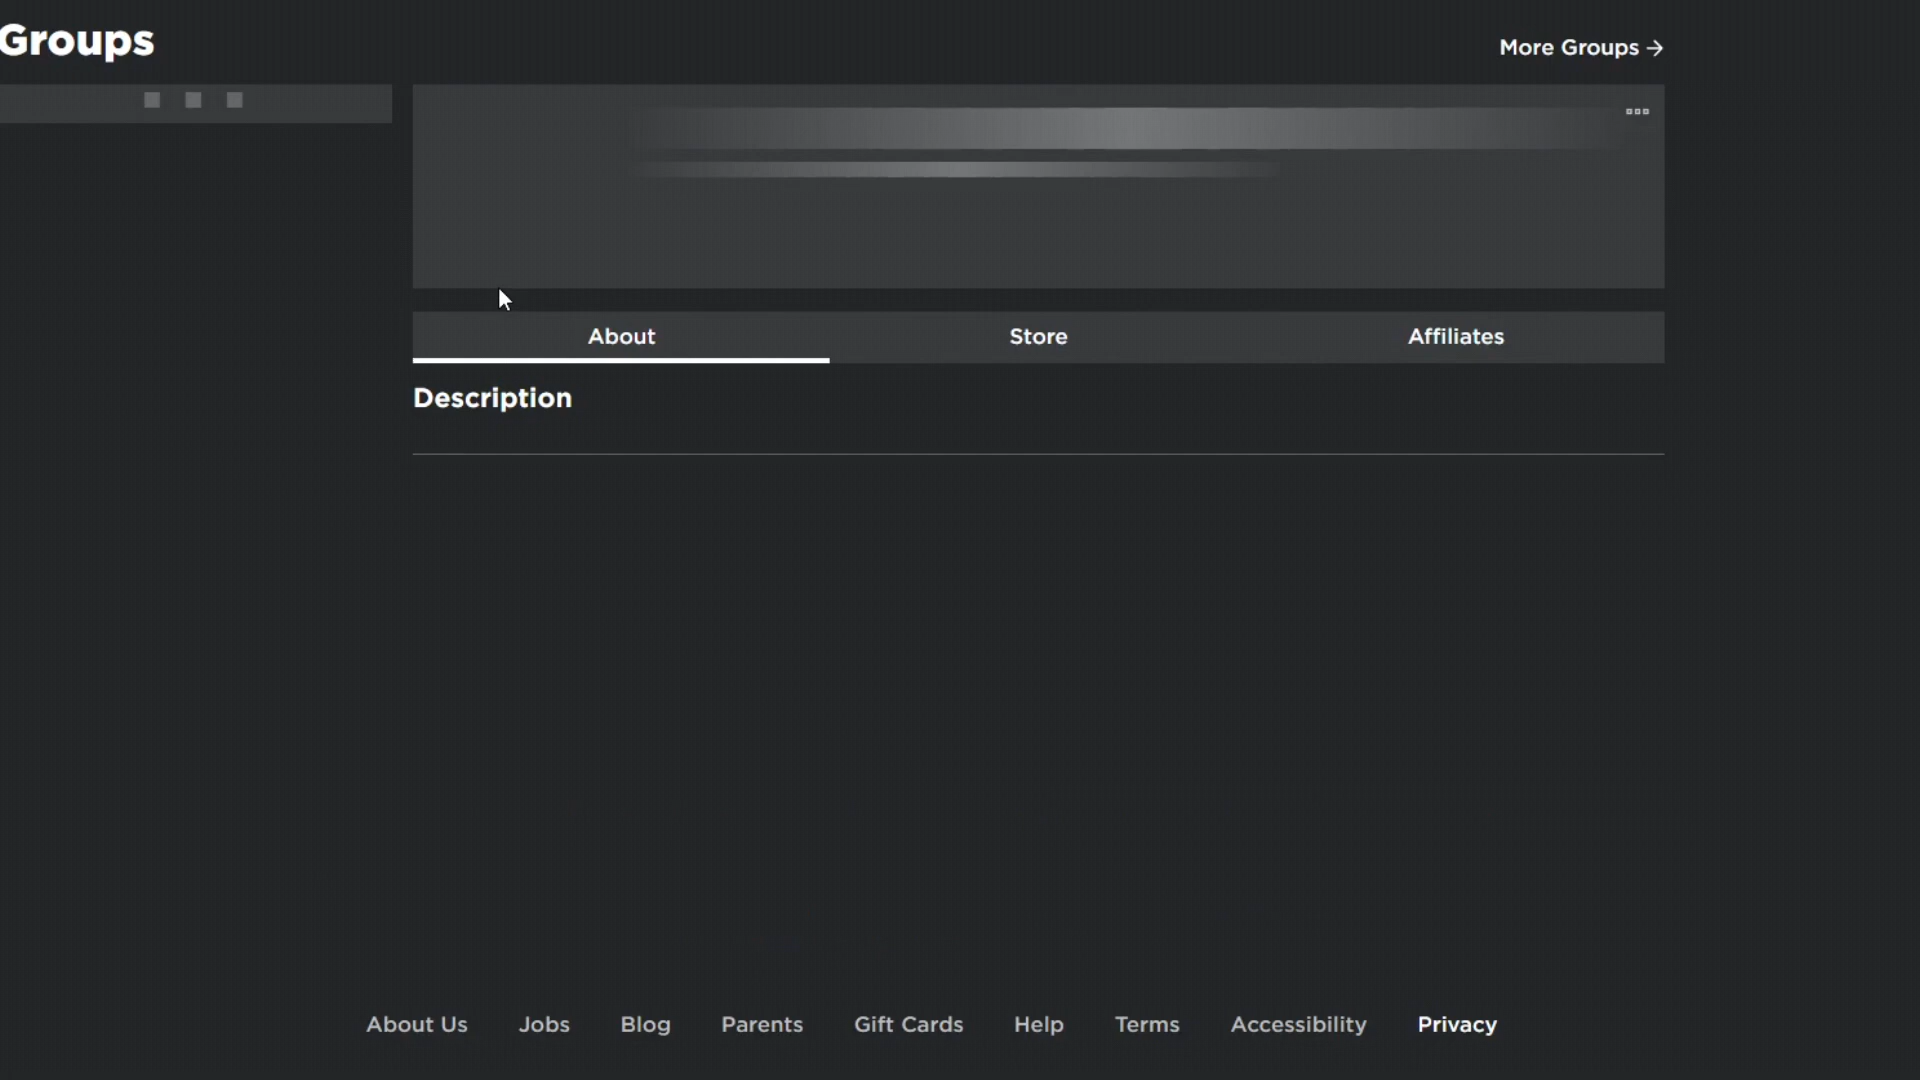 Groups
More Groups →
About
Store
Affiliates
Description
About Us
Jobs
Blog
Parents
Gift Cards
Help
Terms
Accessibility
Privacy